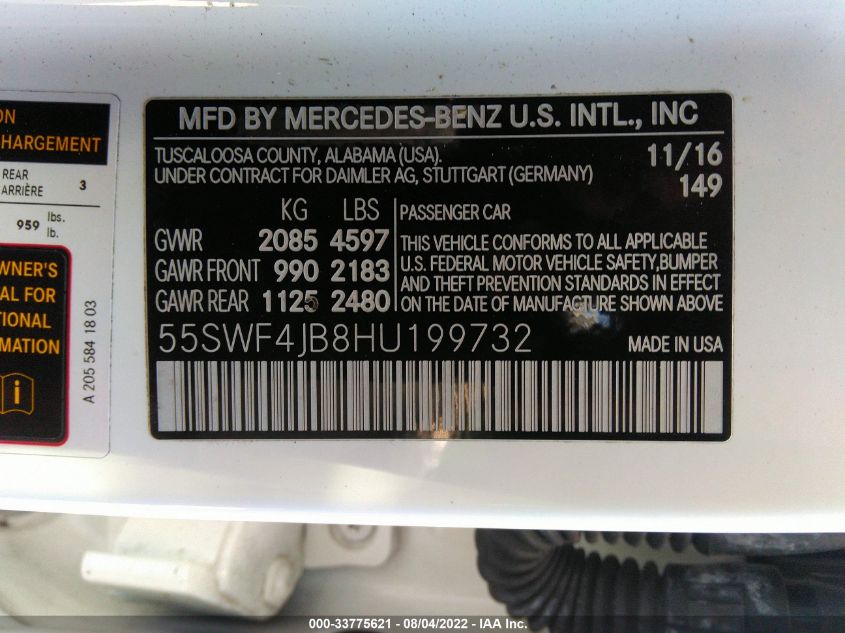 ON
CHARGEMENT
REAR
ARRIÈRE
3
959 lbs.
lb.
OWNER'S
FOR
MATION
A 205 584 18 03
MFD BY MERCEDES-BENZ U.S. INTL., INC
TUSCALOOSA COUNTY, ALABAMA (USA). 11/16
UNDER CONTRACT FOR DAIMLER AG, STUTTGART (GERMANY) 149
KG LBS
GVWR 2085 4597
GAWR FRONT 990 2183
GAWR REAR 1125 2480
PASSENGER CAR
THIS VEHICLE CONFORMS TO ALL APPLICABLE
U.S. FEDERAL MOTOR VEHICLE SAFETY,BUMPER
AND THEFT PREVENTION STANDARDS IN EFFECT
ON THE DATE OF MANUFACTURE SHOWN ABOVE
55SWF4JB8HU199732 MADE IN USA
000-33775621 - 08/04/2022 - IAA Inc.